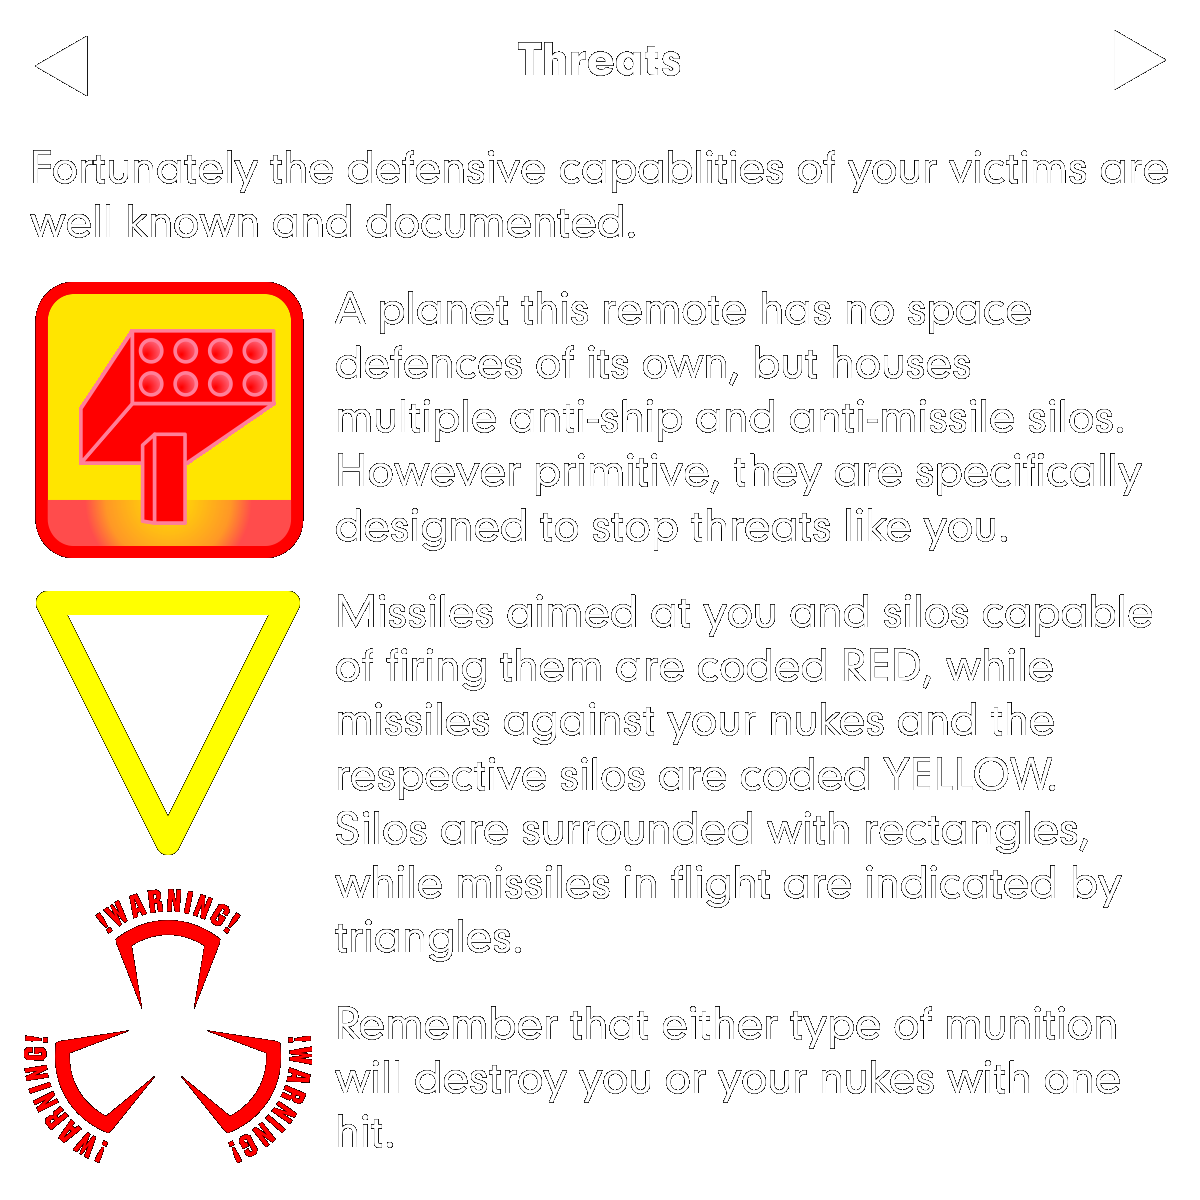 Threats
Fortunately the defensive capablities of your victims are
well known and documented.
A planet this remote has no space
defences of its own, but houses
multiple anti-ship and anti-missile silos.
However primitive, they are specifically
designed to stop threats like you.
Missiles aimed at you and silos capable
of firing them are coded RED, while
missiles against your nukes and the
respective silos are coded YELLOW.
Silos are surrounded with rectangles,
while missiles in flight are indicated by
triangles.
!WARNING!
!WARNING!
!WARNING!
Remember that either type of munition
will destroy you or your nukes with one
hit.